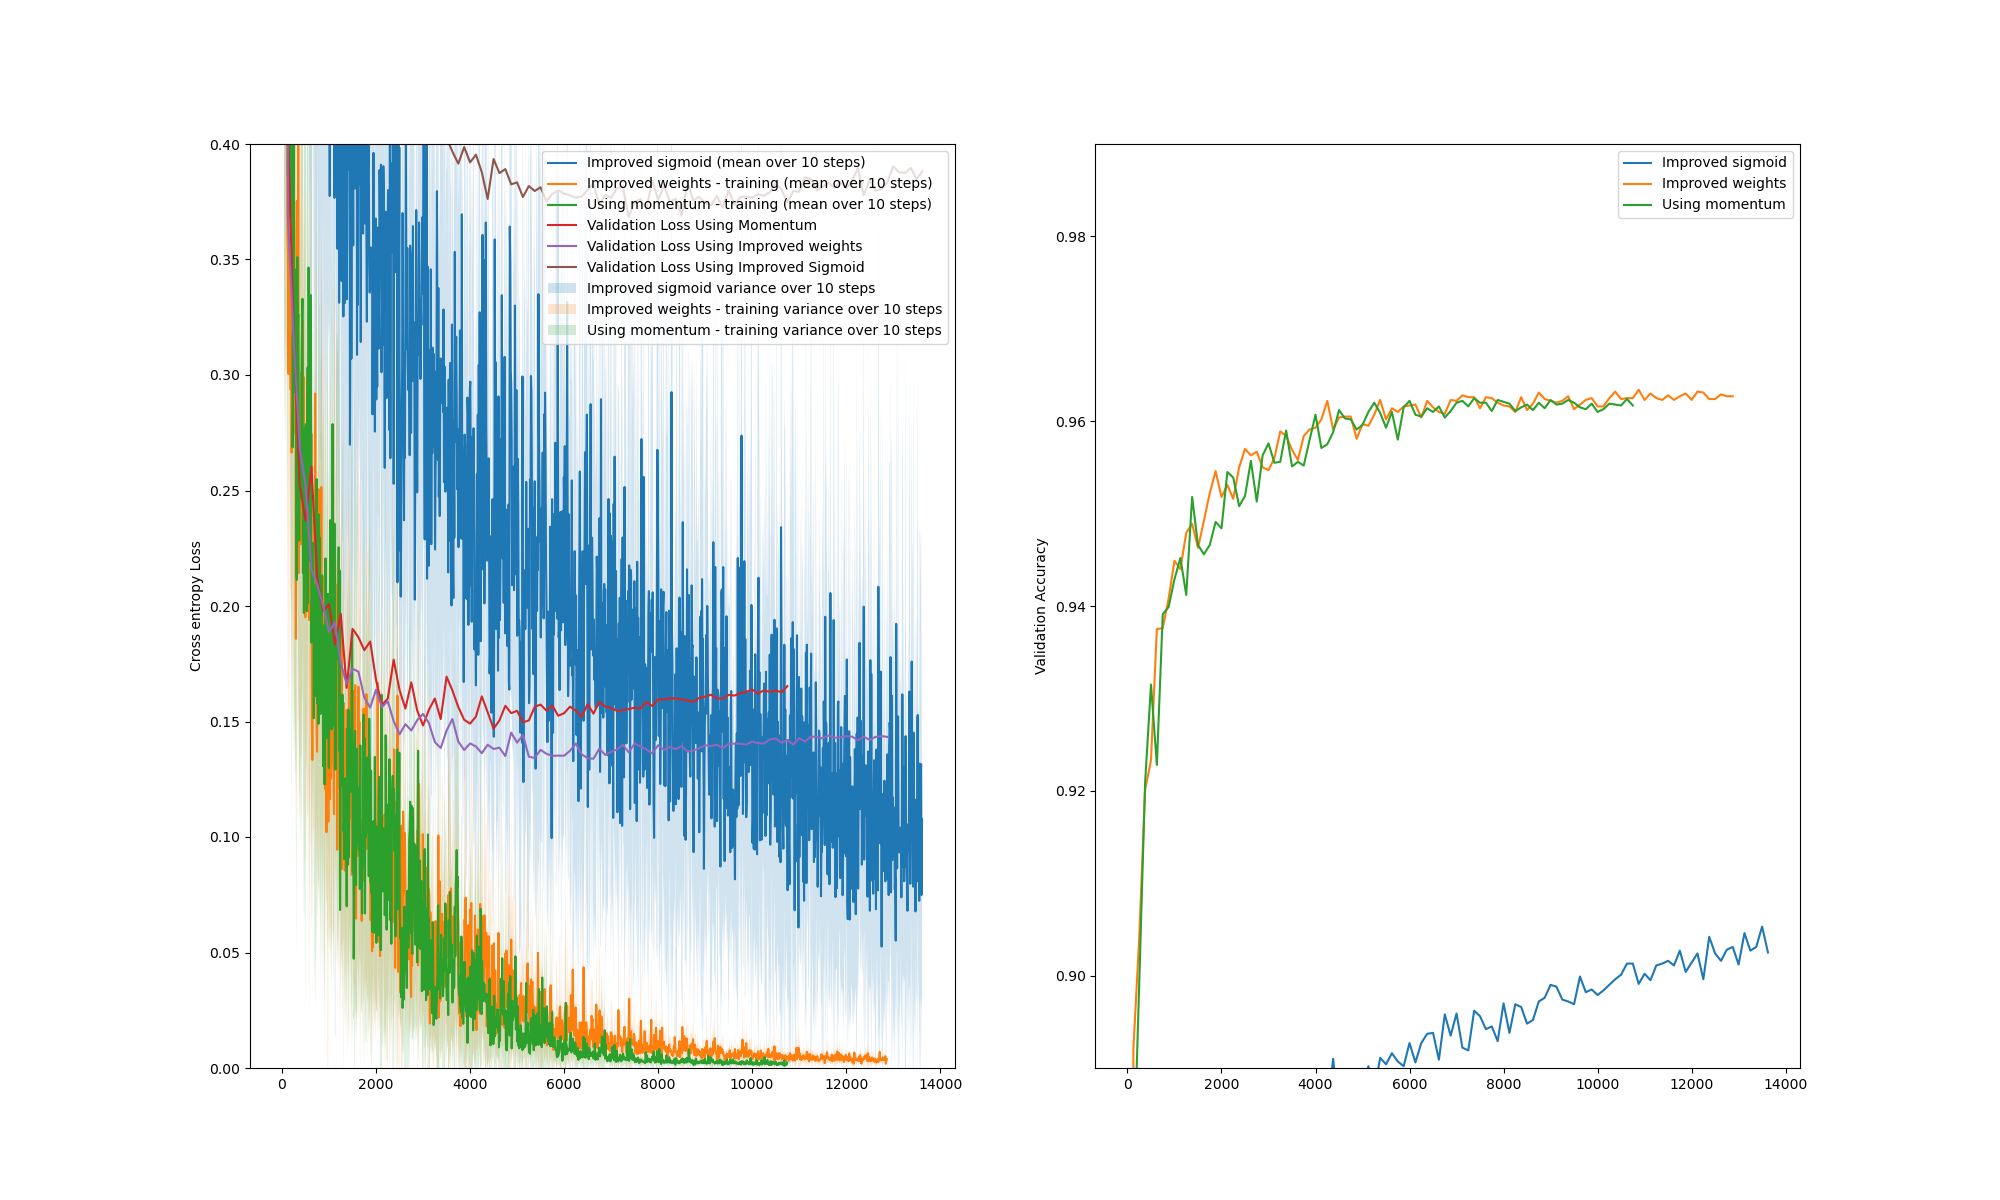 0.40
0.35
0.30
0.25
0.20
0.15
0.10
0.05
0.00
Cross entropy Loss
0 2000 4000 6000 8000 10000 12000 14000
Improved sigmoid (mean over 10 steps)
Improved weights - training (mean over 10 steps)
Using momentum - training (mean over 10 steps)
Validation Loss Using Momentum
Validation Loss Using Improved weights
Validation Loss Using Improved Sigmoid
Improved sigmoid variance over 10 steps
Improved weights - training variance over 10 steps
Using momentum - training variance over 10 steps
0.98
0.96
0.94
0.92
0.90
Validation Accuracy
0 2000 4000 6000 8000 10000 12000 14000
Improved sigmoid
Improved weights
Using momentum